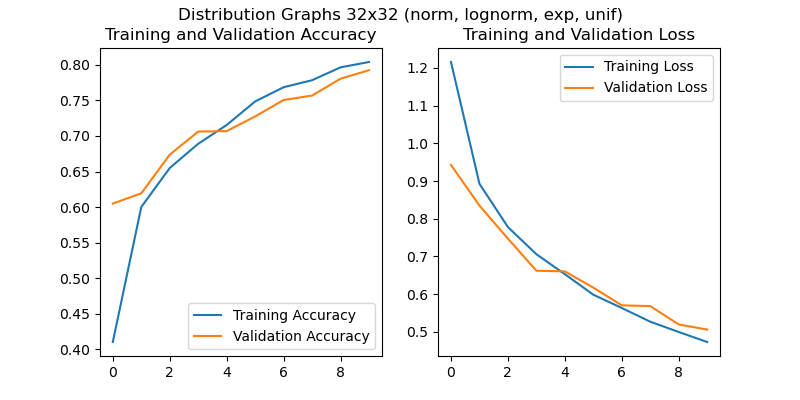 Distribution Graphs 32x32 (norm, lognorm, exp, unif)
Training and Validation Accuracy
0.80
0.75
0.70
0.65
0.60
0.55
0.50
0.45
0.40
Training Accuracy
Validation Accuracy
0 2 4 6 8
Training and Validation Loss
Training Loss
Validation Loss
1.2
1.1
1.0
0.9
0.8
0.7
0.6
0.5
0 2 4 6 8